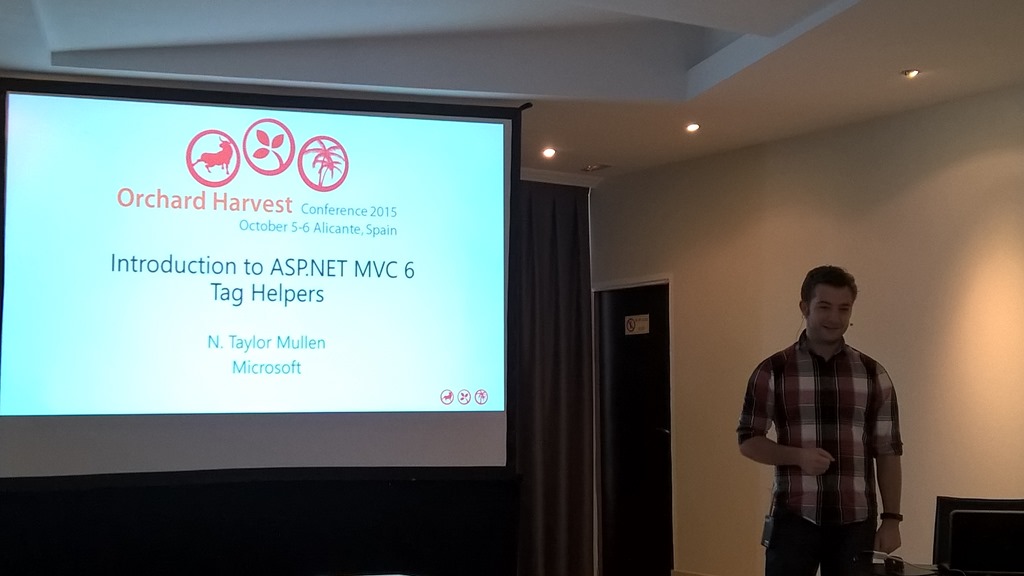 Orchard Harvest Conference 2015
October 5-6 Alicante, Spain
Introduction to ASP.NET MVC 6
Tag Helpers
N. Taylor Mullen
Microsoft